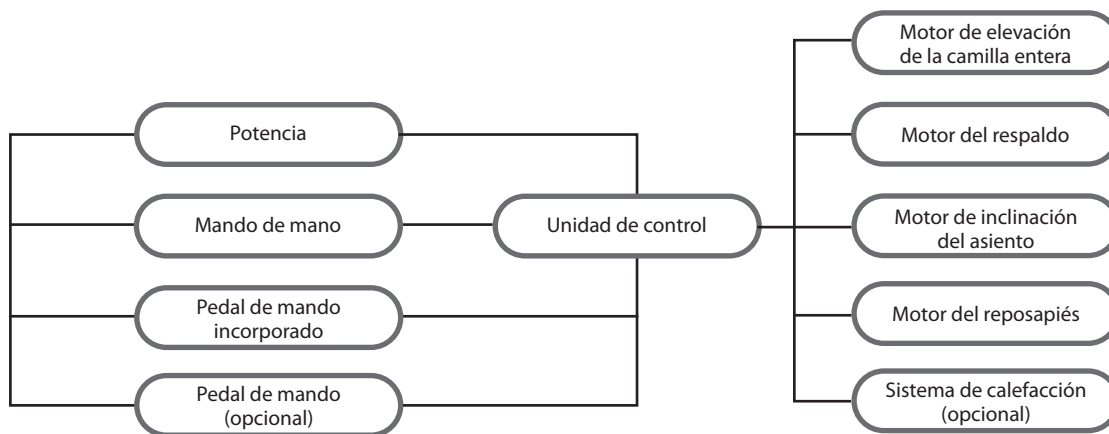 Potencia
Mando de mano
Pedal de mando
incorporado
Pedal de mando
(opcional)
Unidad de control
Motor de elevación
de la camilla entera
Motor del respaldo
Motor de inclinación
del asiento
Motor del reposapiés
Sistema de calefacción
(opcional)